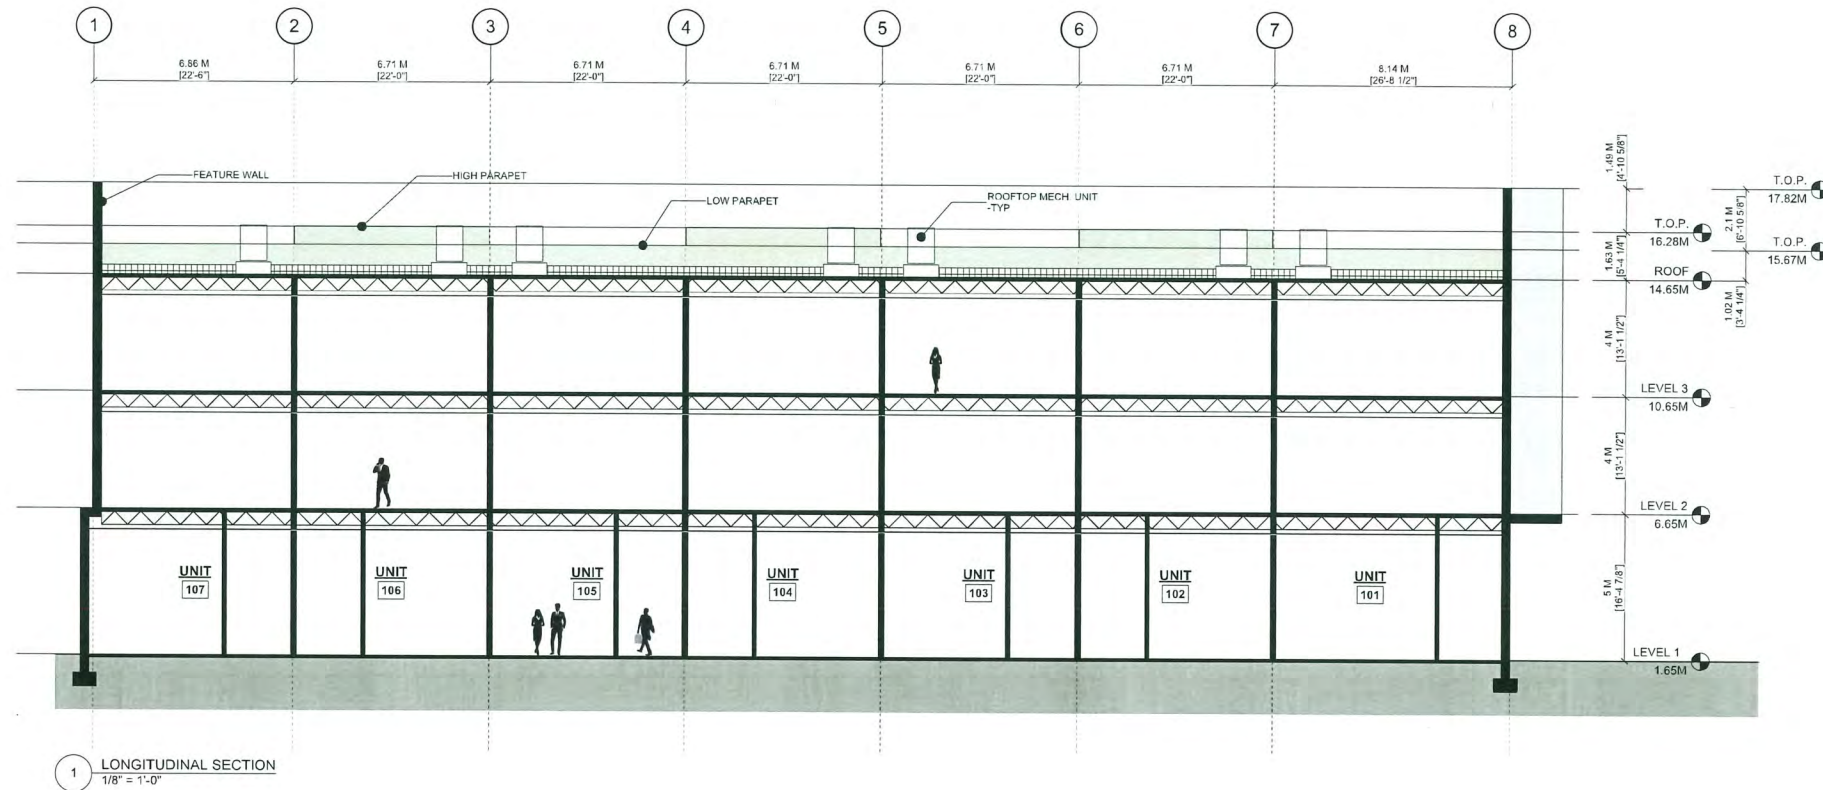 1
2
3
4
5
6
7
8
6.86 M
[22'-6"]
6.71 M
[22'-0"]
6.71 M
[22'-0"]
6.71 M
[22'-0"]
6.71 M
[22'-0"]
6.71 M
[22'-0"]
8.14 M
[26'-8 1/2"]
FEATURE WALL
HIGH PARAPET
LOW PARAPET
ROOFTOP MECH. UNIT
-TYP
1.49 M
[4'-10 5/8"]
T.O.P.
17.82M
2.1 M
[6'-10 5/8"]
T.O.P.
16.28M
T.O.P.
15.67M
1.63 M
[5'-4 1/4"]
ROOF
14.65M
1.02 M
[3'-4 1/4"]
4 M
[13'-1 1/2"]
LEVEL 3
10.65M
4 M
[13'-1 1/2"]
LEVEL 2
6.65M
5 M
[16'-4 7/8"]
LEVEL 1
1.65M
UNIT
107
UNIT
106
UNIT
105
UNIT
104
UNIT
103
UNIT
102
UNIT
101
1
LONGITUDINAL SECTION
1/8" = 1'-0"